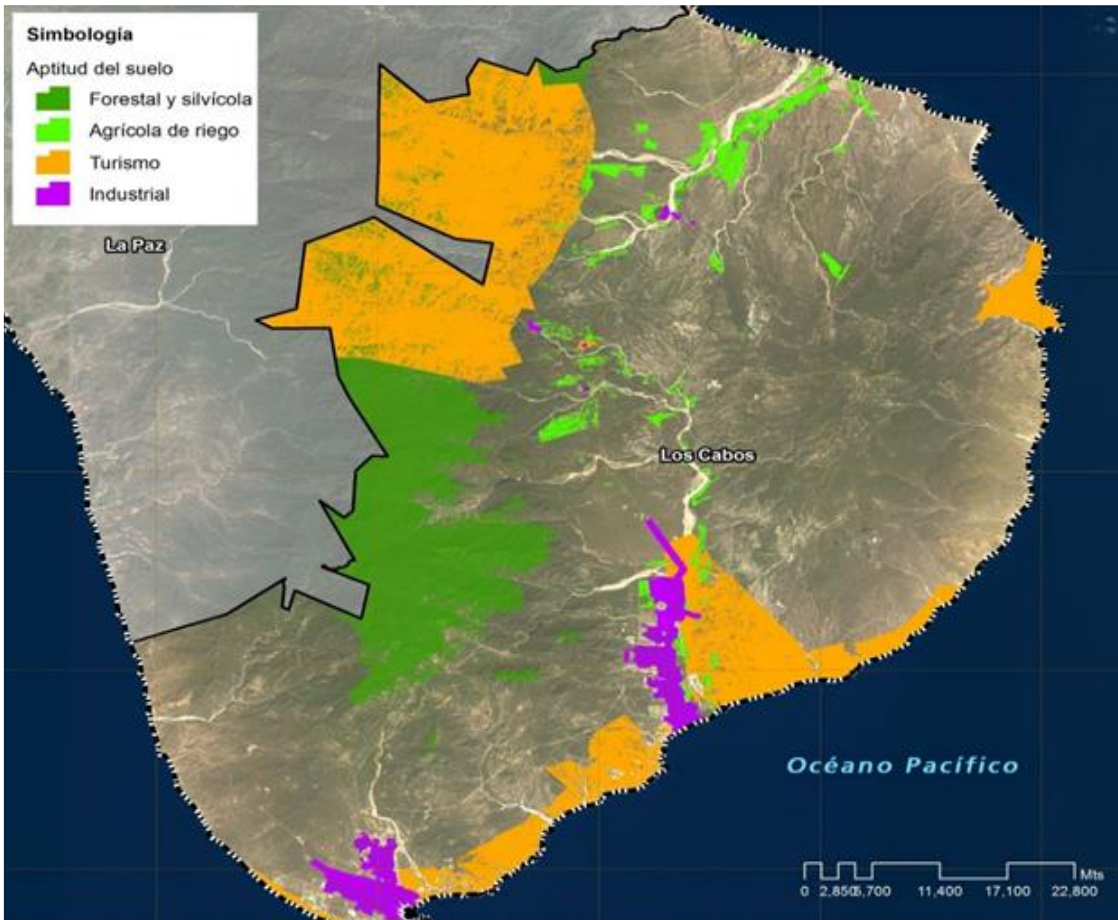 Simbología
Aptitud del suelo
Forestal y silvícola
Agrícola de riego
Turismo
Industrial
La Paz
Los Cabos
Océano Pacífico
Mts
0 2,850 5,700 11,400 17,100 22,800